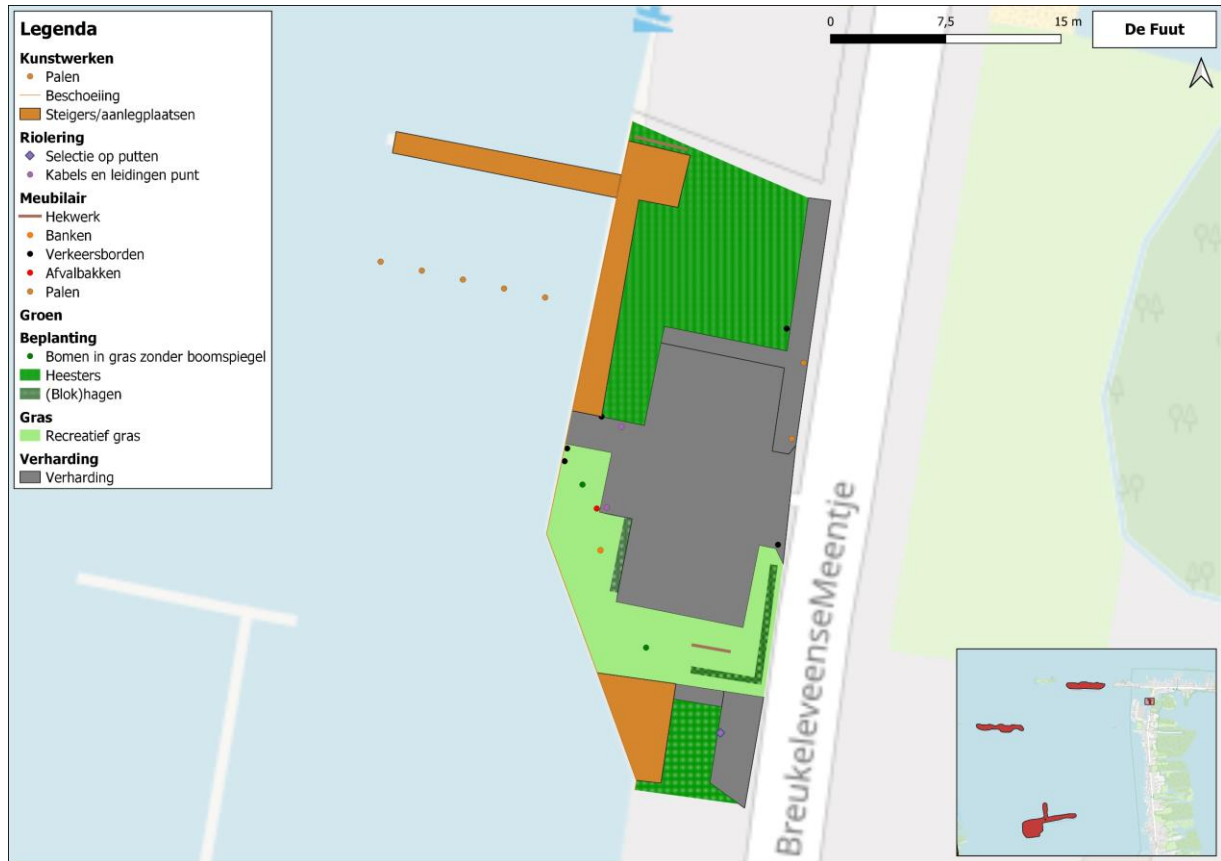 Legenda
Kunstwerken
Palen
Beschoeiing
Steigers/aanlegplaatsen
Riolering
Selectie op putten
Kabels en leidingen punt
Meubilair
Hekwerk
Banken
Verkeersborden
Afvalbakken
Palen
Groen
Beplanting
Bomen in gras zonder boomspiegel
Heesters
(Blok)hagen
Gras
Recreatief gras
Verharding
Verharding
0 7,5 15 m
De Fuut
BreukeleveenseMeentje